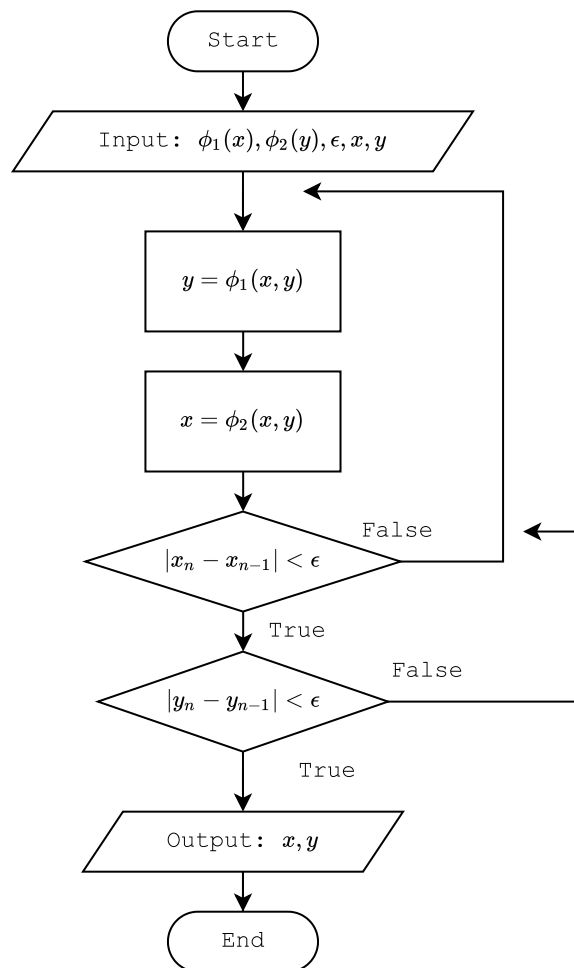 Start
Input: ϕ₁(x),ϕ₂(y),ϵ,x,y
y = ϕ₁(x,y)
x = ϕ₂(x,y)
False
|xₙ − xₙ₋₁| < ϵ
True
False
|yₙ − yₙ₋₁| < ϵ
True
Output: x,y
End